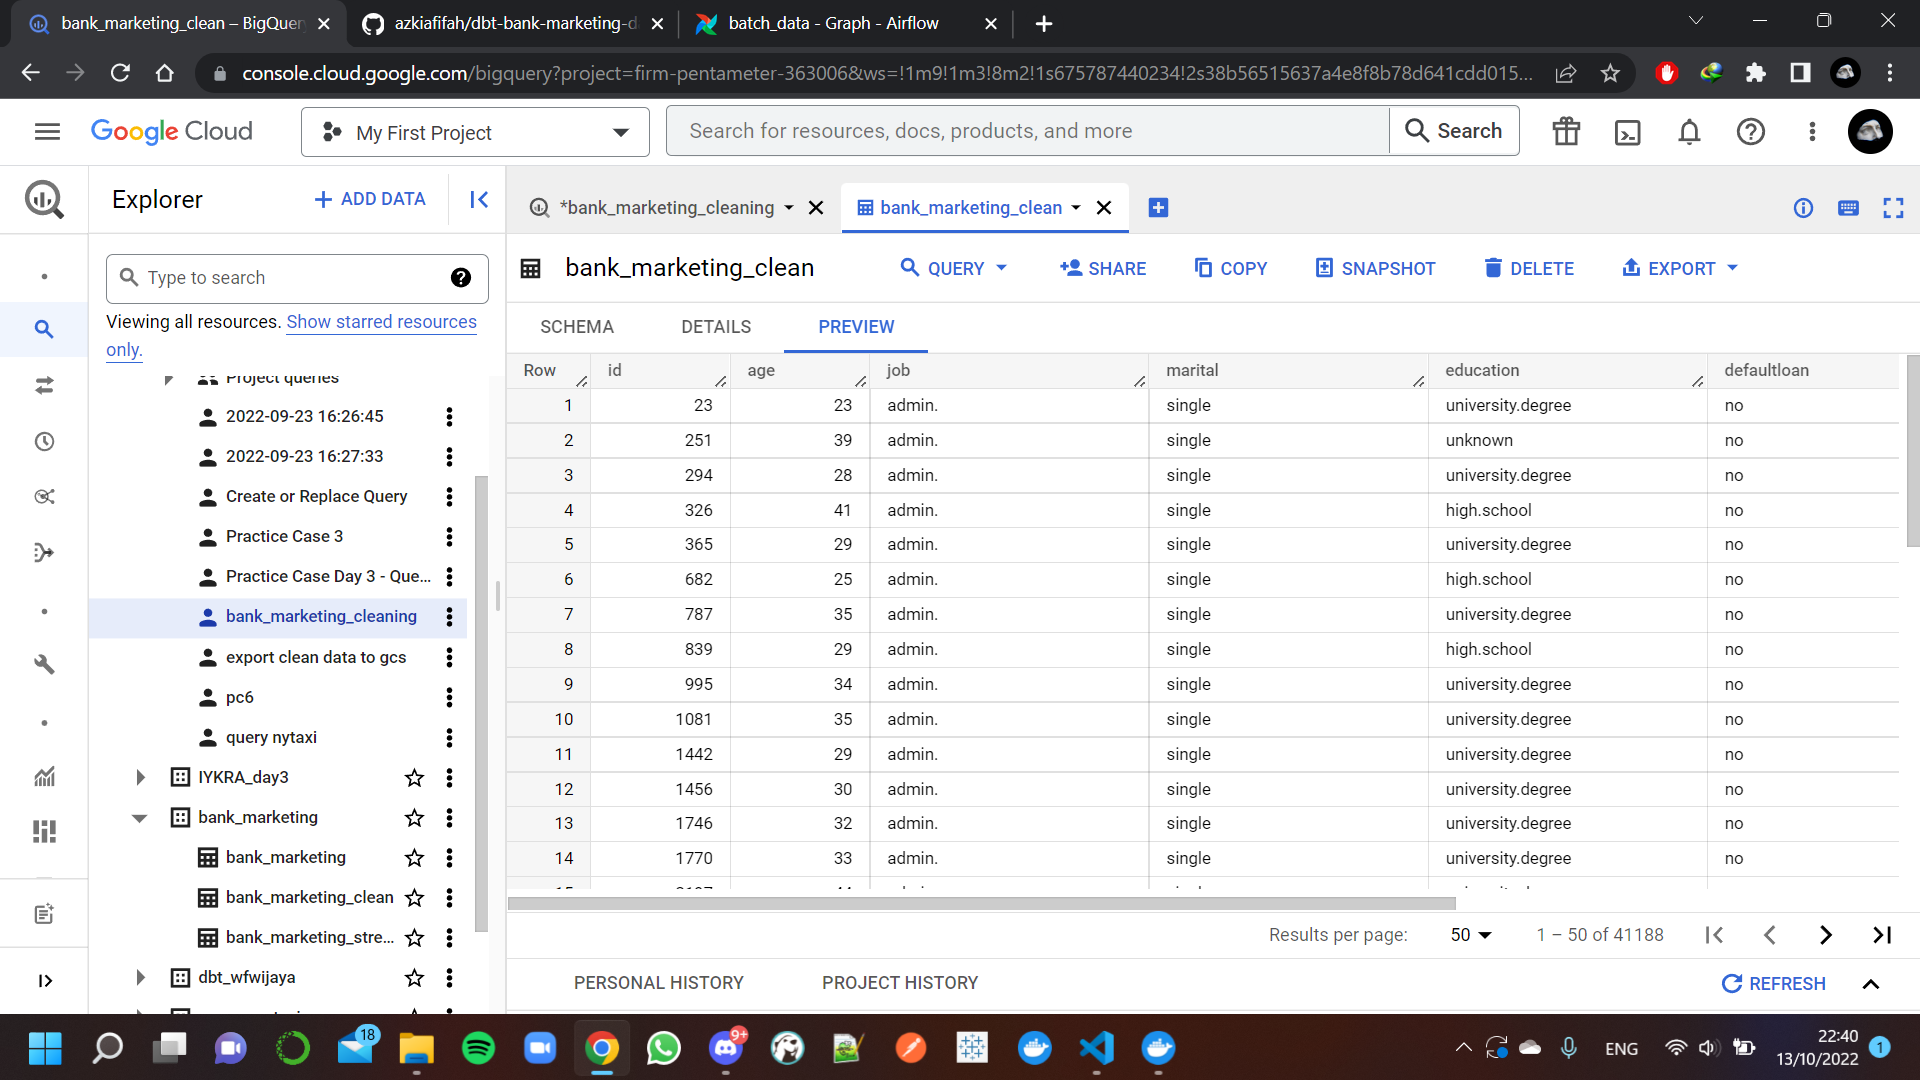 bank_marketing_clean – BigQuery
azkiafifah/dbt-bank-marketing-d
batch_data - Graph - Airflow
console.cloud.google.com/bigquery?project=firm-pentameter-363006&ws=!1m9!1m3!8m2!1s675787440234!2s38b56515637a4e8f8b78d641cdd015...
Google Cloud
My First Project
Search for resources, docs, products, and more
Search
Explorer
ADD DATA
*bank_marketing_cleaning
bank_marketing_clean
Type to search
Viewing all resources. Show starred resources
only.
Project queries
2022-09-23 16:26:45
2022-09-23 16:27:33
Create or Replace Query
Practice Case 3
Practice Case Day 3 - Que...
bank_marketing_cleaning
export clean data to gcs
pc6
query nytaxi
IYKRA_day3
bank_marketing
bank_marketing
bank_marketing_clean
bank_marketing_stre...
dbt_wfwijaya
bank_marketing_clean
QUERY
SHARE
COPY
SNAPSHOT
DELETE
EXPORT
SCHEMA DETAILS PREVIEW
Row id age job marital education defaultloan
1 23 23 admin. single university.degree no
2 251 39 admin. single unknown no
3 294 28 admin. single university.degree no
4 326 41 admin. single high.school no
5 365 29 admin. single university.degree no
6 682 25 admin. single high.school no
7 787 35 admin. single university.degree no
8 839 29 admin. single high.school no
9 995 34 admin. single university.degree no
10 1081 35 admin. single university.degree no
11 1442 29 admin. single university.degree no
12 1456 30 admin. single university.degree no
13 1746 32 admin. single university.degree no
14 1770 33 admin. single university.degree no
Results per page: 50 1 – 50 of 41188
PERSONAL HISTORY PROJECT HISTORY
REFRESH
18
9+
ENG
22:40
13/10/2022
1